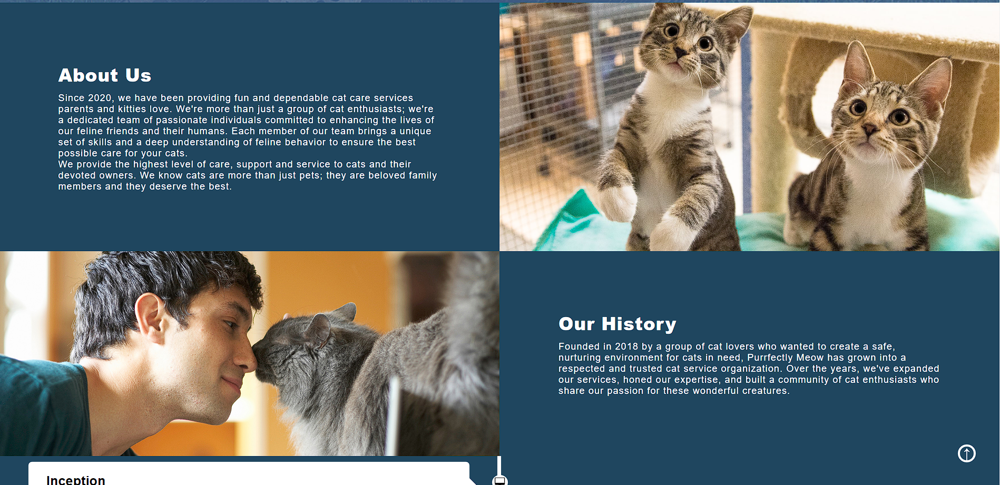 About Us
Since 2020, we have been providing fun and dependable cat care services
parents and kitties love. We're more than just a group of cat enthusiasts; we're
a dedicated team of passionate individuals committed to enhancing the lives of
our feline friends and their humans. Each member of our team brings a unique
set of skills and a deep understanding of feline behavior to ensure the best
possible care for your cats.
We provide the highest level of care, support and service to cats and their
devoted owners. We know cats are more than just pets; they are beloved family
members and they deserve the best.
Our History
Founded in 2018 by a group of cat lovers who wanted to create a safe,
nurturing environment for cats in need, Purrfectly Meow has grown into a
respected and trusted cat service organization. Over the years, we've expanded
our services, honed our expertise, and built a community of cat enthusiasts who
share our passion for these wonderful creatures.
Inception